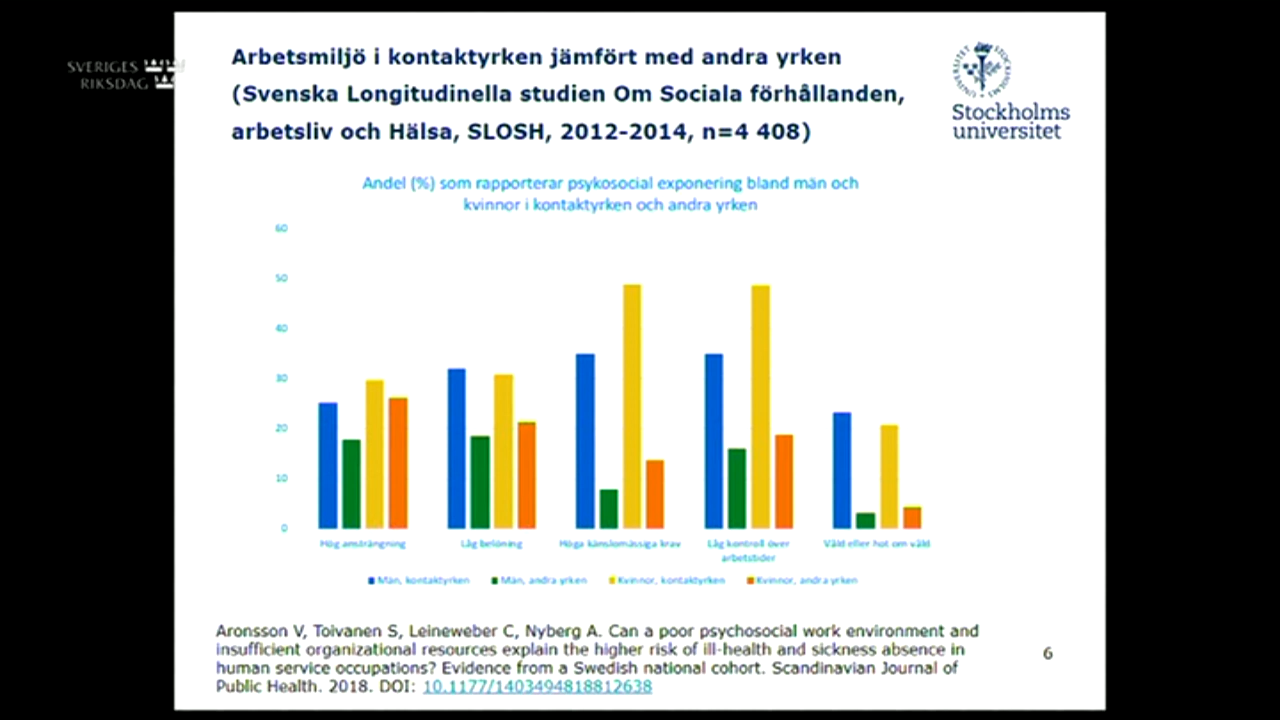 SVERIGES
RIKSDAG
Arbetsmiljö i kontaktyrken jämfört med andra yrken
(Svenska Longitudinella studien Om Sociala förhållanden,
arbetsliv och Hälsa, SLOSH, 2012-2014, n=4 408)
Stockholms
universitet
Andel (%) som rapporterar psykosocial exponering bland män och
kvinnor i kontaktyrken och andra yrken
60
50
40
30
20
10
0
Hög ansträngning
Låg belöning
Höga känslomässiga krav
Låg kontroll över
arbetstider
Våld eller hot om våld
Män, kontaktyrken
Män, andra yrken
Kvinnor, kontaktyrken
Kvinnor, andra yrken
Aronsson V, Toivanen S, Leineweber C, Nyberg A. Can a poor psychosocial work environment and
insufficient organizational resources explain the higher risk of ill-health and sickness absence in
human service occupations? Evidence from a Swedish national cohort. Scandinavian Journal of
Public Health. 2018. DOI: 10.1177/1403494818812638
6